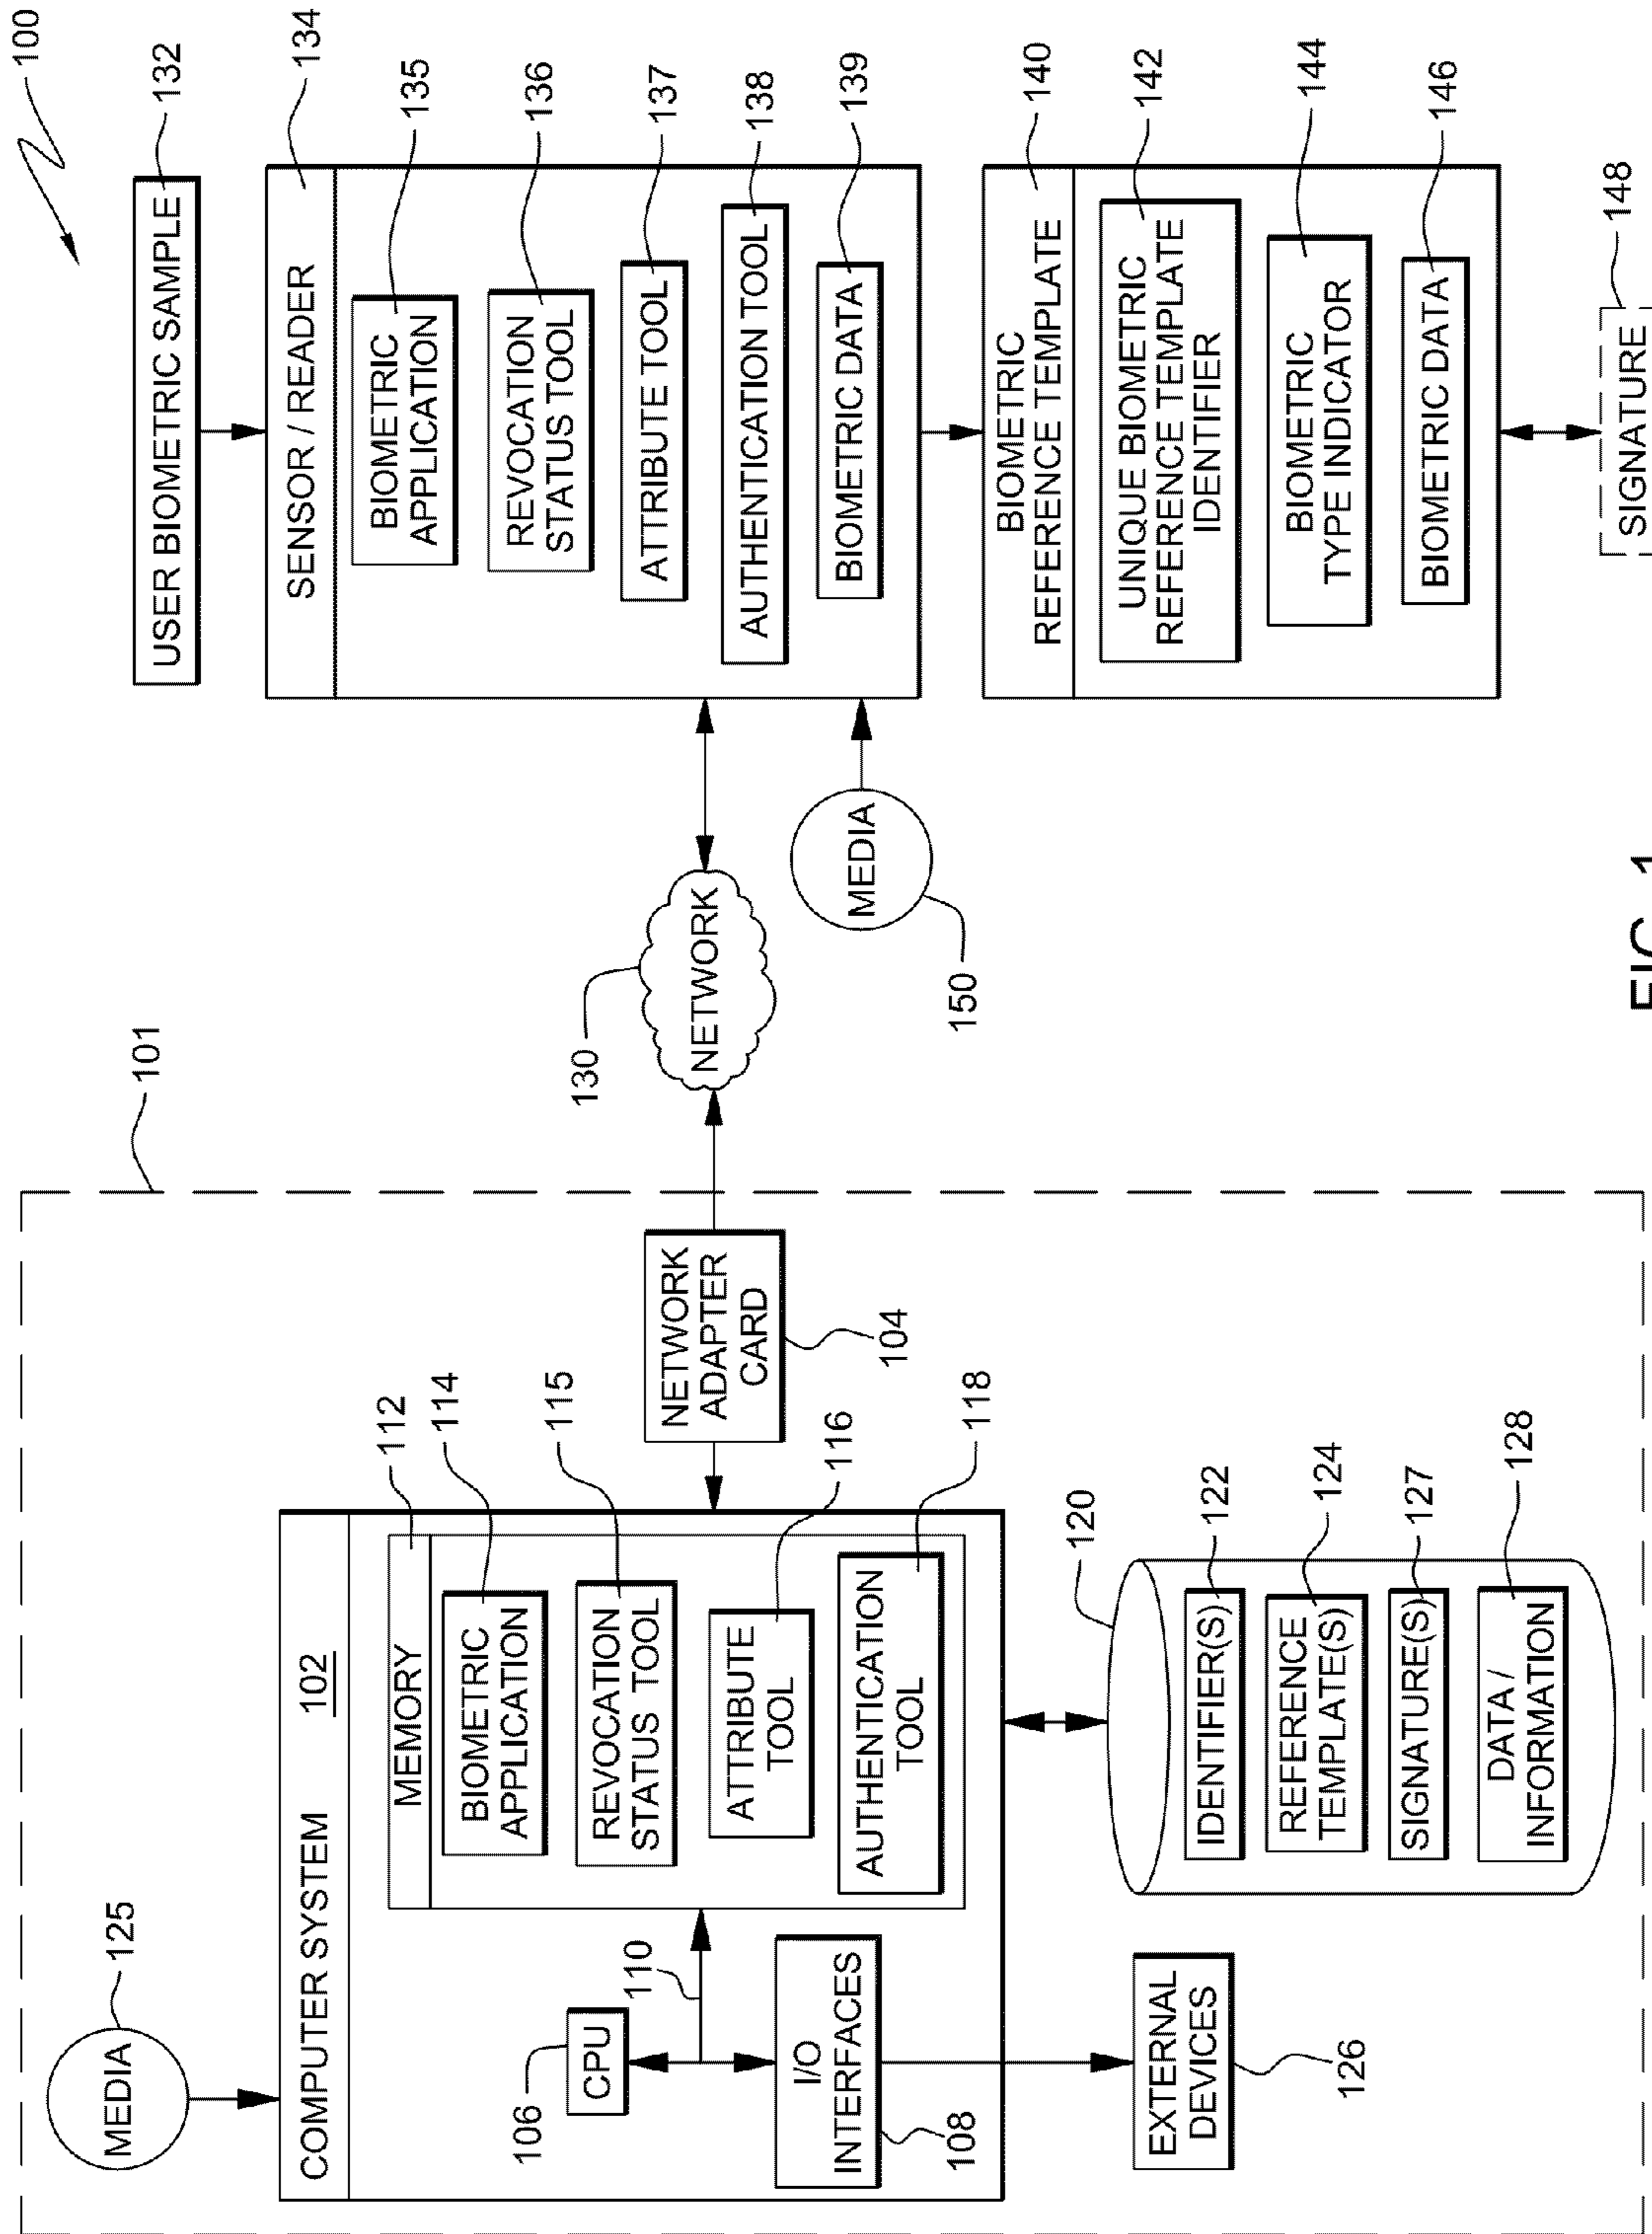 100
101
MEDIA
125
COMPUTER SYSTEM
102
MEMORY
112
BIOMETRIC
APPLICATION
114
REVOCATION
STATUS TOOL
115
ATTRIBUTE
TOOL
116
AUTHENTICATION
TOOL
118
106
CPU
110
I/O
INTERFACES
108
EXTERNAL
DEVICES
126
120
IDENTIFIER(S)
122
REFERENCE
TEMPLATE(S)
124
SIGNATURE(S)
127
DATA /
INFORMATION
128
NETWORK
ADAPTER
CARD
104
130
NETWORK
MEDIA
150
USER BIOMETRIC SAMPLE
132
SENSOR / READER
134
BIOMETRIC
APPLICATION
135
REVOCATION
STATUS TOOL
136
ATTRIBUTE TOOL
137
AUTHENTICATION TOOL
138
BIOMETRIC DATA
139
BIOMETRIC
REFERENCE TEMPLATE
140
UNIQUE BIOMETRIC
REFERENCE TEMPLATE
IDENTIFIER
142
BIOMETRIC
TYPE INDICATOR
144
BIOMETRIC DATA
146
SIGNATURE
148
FIG. 1